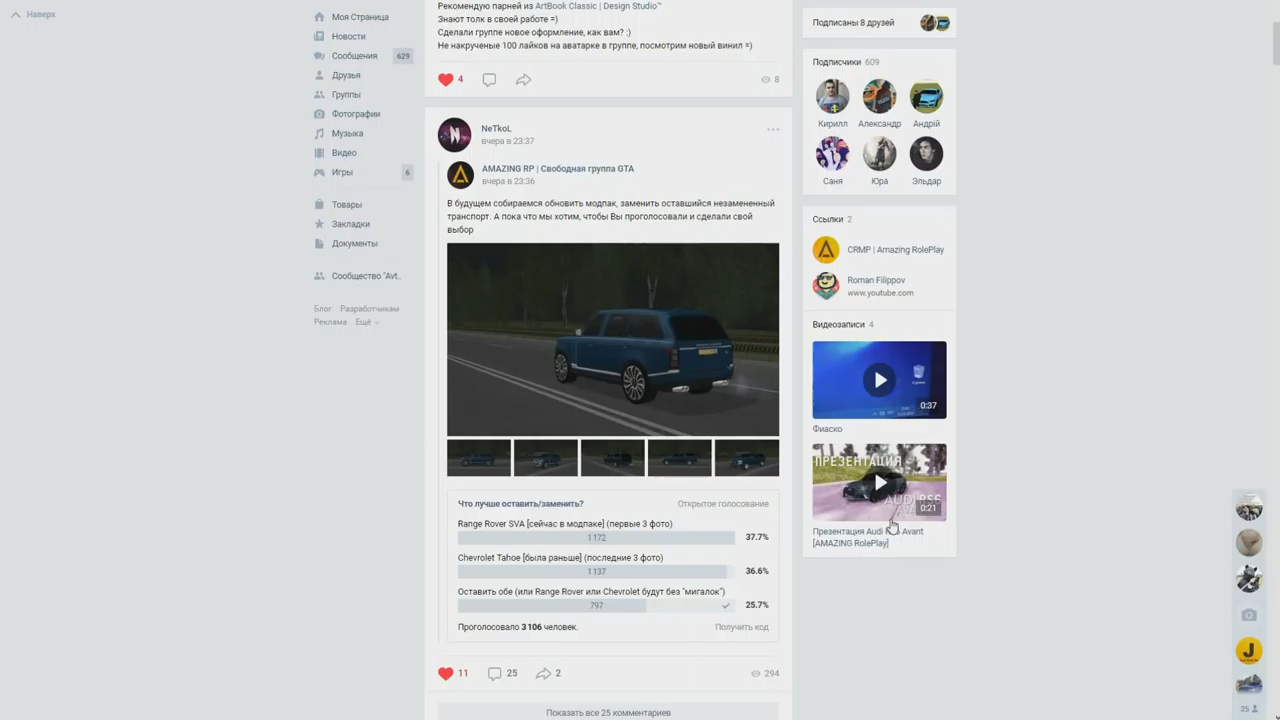 Наверх
Моя Страница
Новости
Сообщения 629
Друзья
Группы
Фотографии
Музыка
Видео
Игры 6
Товары
Закладки
Документы
Сообщество "Avt..
Блог Разработчикам
Реклама Ещё
Рекомендую парней из ArtBook Classic | Design Studio™
Знают толк в своей работе =)
Сделали группе новое оформление, как вам? :)
Не накрученые 100 лайков на аватарке в группе, посмотрим новый винил =)
4 8
NeTkoL
вчера в 23:37
AMAZING RP | Свободная группа GTA
вчера в 23:36
В будущем собираемся обновить модпак, заменить оставшийся незамененный
транспорт. А пока что мы хотим, чтобы Вы проголосовали и сделали свой
выбор
Что лучше оставить/заменить? Открытое голосование
Range Rover SVA [сейчас в модпаке] (первые 3 фото)
1 172 37.7%
Chevrolet Tahoe [была раньше] (последние 3 фото)
1 137 36.6%
Оставить обе (или Range Rover или Chevrolet будут без "мигалок")
797 25.7%
Проголосовало 3 106 человек. Получить код
11 25 2 294
Показать все 25 комментариев
Подписаны 8 друзей
Подписчики 609
Кирилл Александр Андрій
Саня Юра Эльдар
Ссылки 2
CRMP | Amazing RolePlay
Roman Filippov
www.youtube.com
Видеозаписи 4
0:37
Фиаско
ПРЕЗЕНТАЦИЯ
0:21
Презентация Audi Avant
[AMAZING RolePlay]
J
25